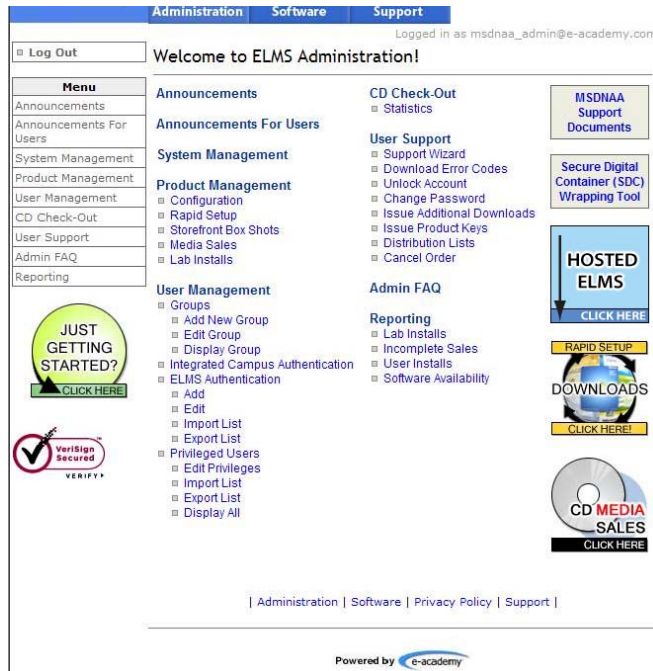 Administration Software Support
Logged in as msdnaa_admin@e-academy.com
Log Out
Welcome to ELMS Administration!
Menu
Announcements
Announcements For
Users
System Management
Product Management
User Management
CD Check-Out
User Support
Admin FAQ
Reporting
JUST
GETTING
STARTED?
CLICK HERE
VeriSign
Secured
VERIFY
Announcements
Announcements For Users
System Management
Product Management
Configuration
Rapid Setup
Storefront Box Shots
Media Sales
Lab Installs
User Management
Groups
Add New Group
Edit Group
Display Group
Integrated Campus Authentication
ELMS Authentication
Add
Edit
Import List
Export List
Privileged Users
Edit Privileges
Import List
Export List
Display All
CD Check-Out
Statistics
User Support
Support Wizard
Download Error Codes
Unlock Account
Change Password
Issue Additional Downloads
Issue Product Keys
Distribution Lists
Cancel Order
Admin FAQ
Reporting
Lab Installs
Incomplete Sales
User Installs
Software Availability
MSDNAA
Support
Documents
Secure Digital
Container (SDC)
Wrapping Tool
HOSTED
ELMS
CLICK HERE
RAPID SETUP
DOWNLOADS
CLICK HERE!
CD MEDIA
SALES
CLICK HERE
| Administration | Software | Privacy Policy | Support |
Powered by e-academy